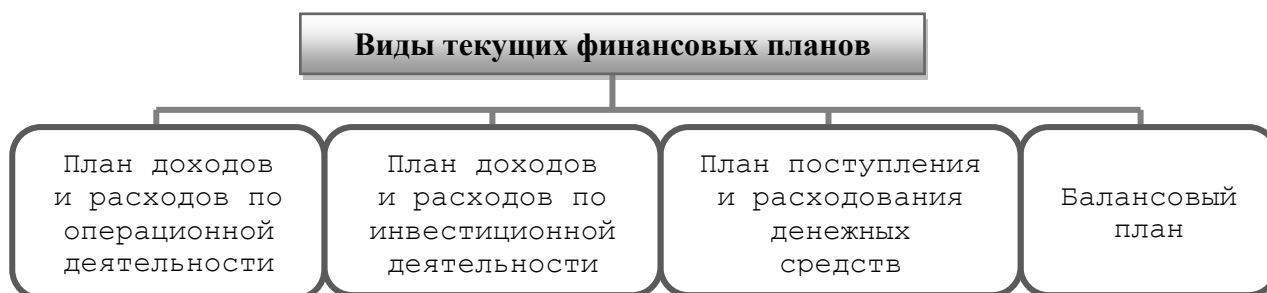 Виды текущих финансовых планов
План доходов
и расходов по
операционной
деятельности
План доходов
и расходов по
инвестиционной
деятельности
План поступления
и расходования
денежных
средств
Балансовый
план